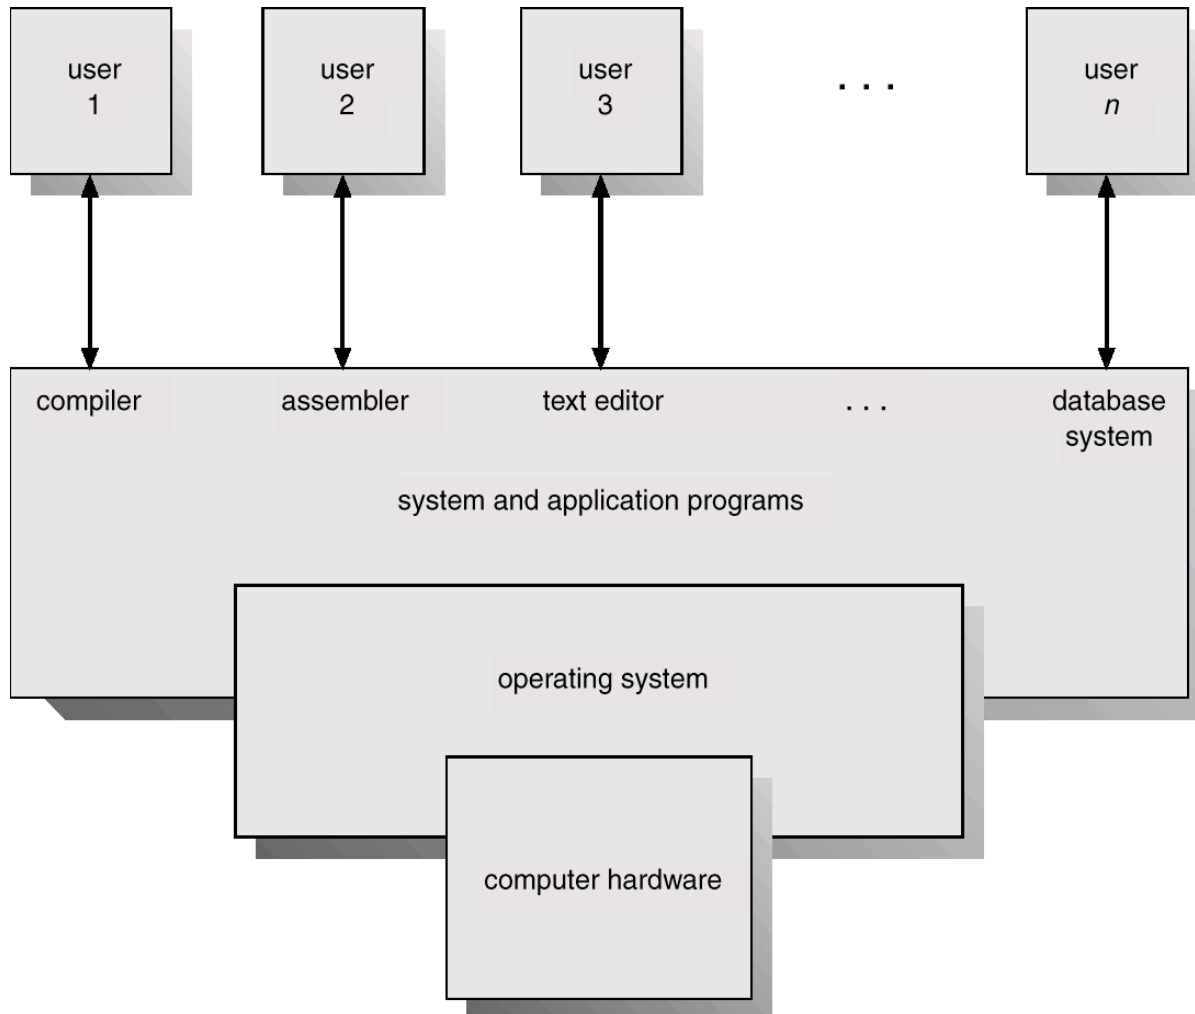 user
1
user
2
user
3
. . .
user
n
compiler
assembler
text editor
. . .
database
system
system and application programs
operating system
computer hardware